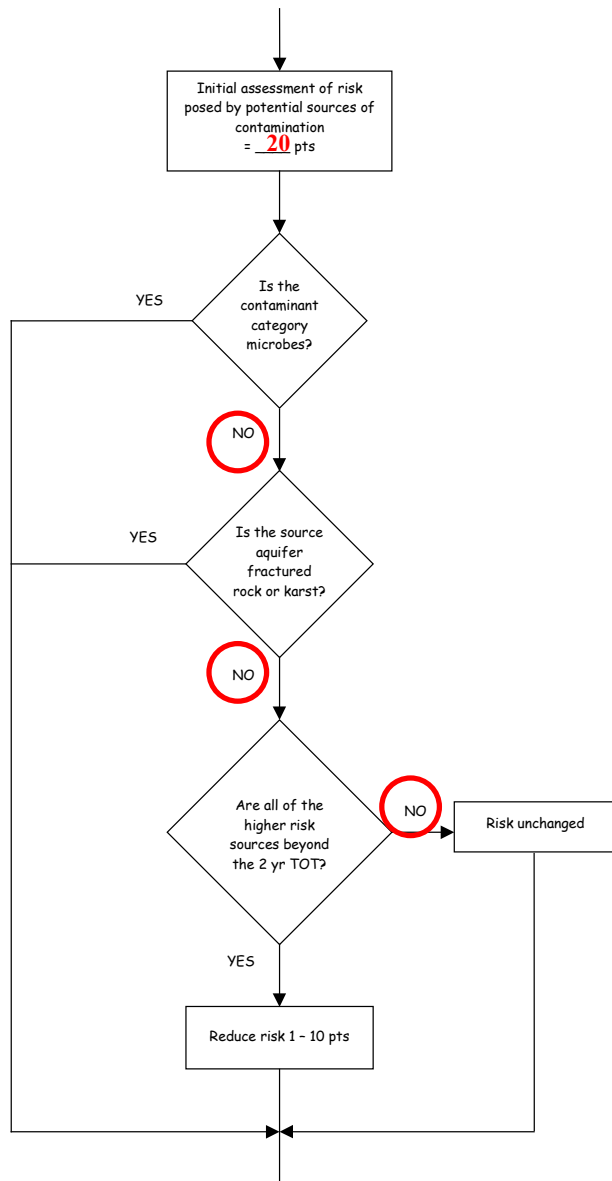 Initial assessment of risk
posed by potential sources of
contamination
= 20 pts
Is the
contaminant
category
microbes?
YES
NO
Is the source
aquifer
fractured
rock or karst?
YES
NO
Are all of the
higher risk
sources beyond
the 2 yr TOT?
NO
Risk unchanged
YES
Reduce risk 1 – 10 pts